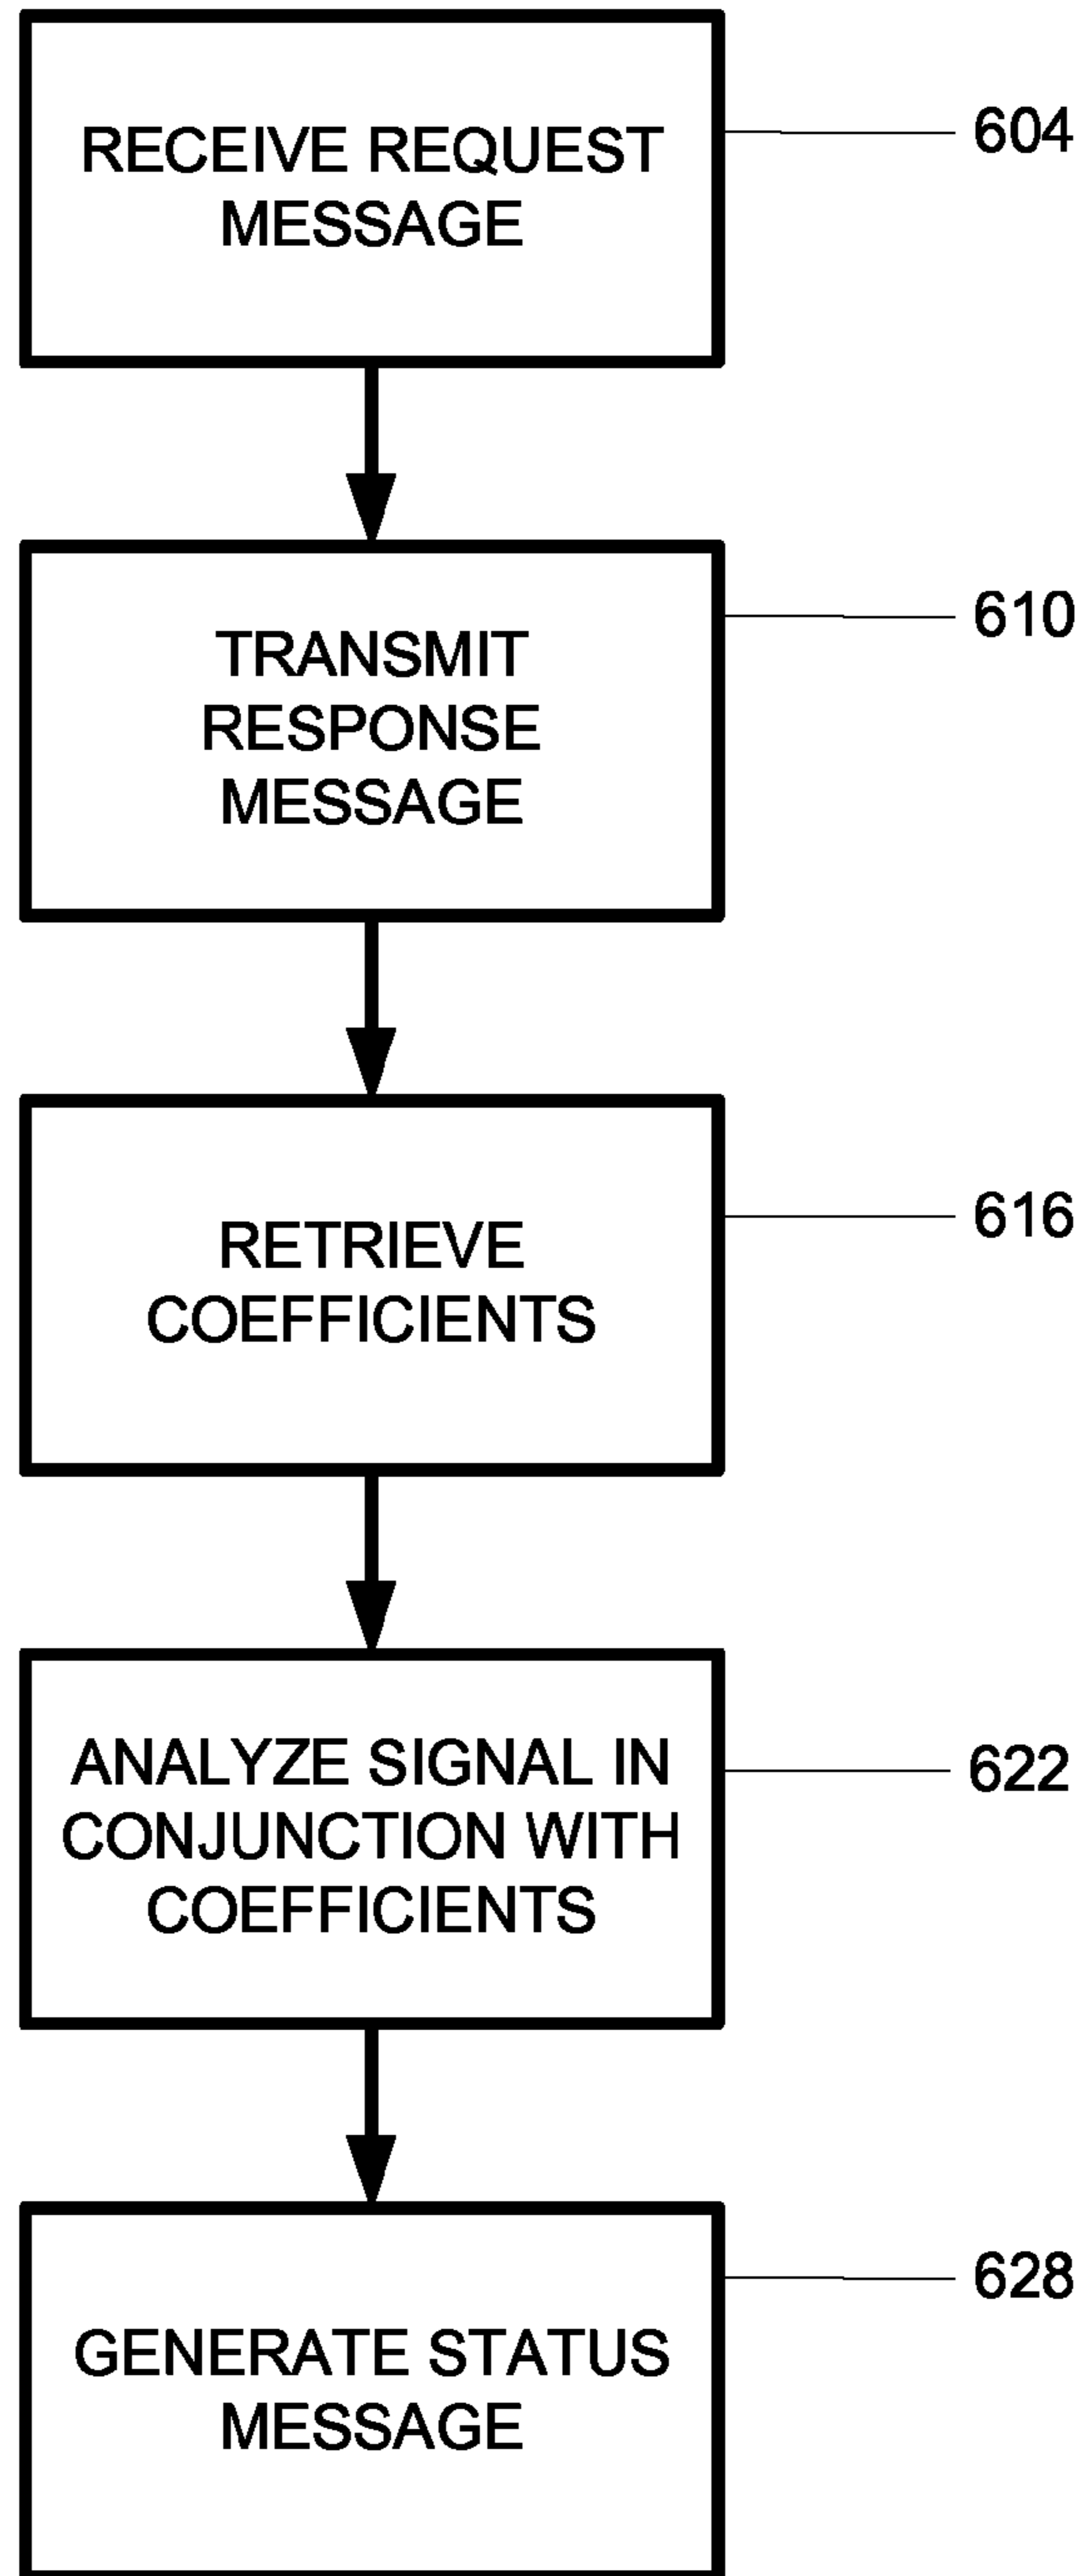 RECEIVE REQUEST
MESSAGE
604
TRANSMIT
RESPONSE
MESSAGE
610
RETRIEVE
COEFFICIENTS
616
ANALYZE SIGNAL IN
CONJUNCTION WITH
COEFFICIENTS
622
GENERATE STATUS
MESSAGE
628